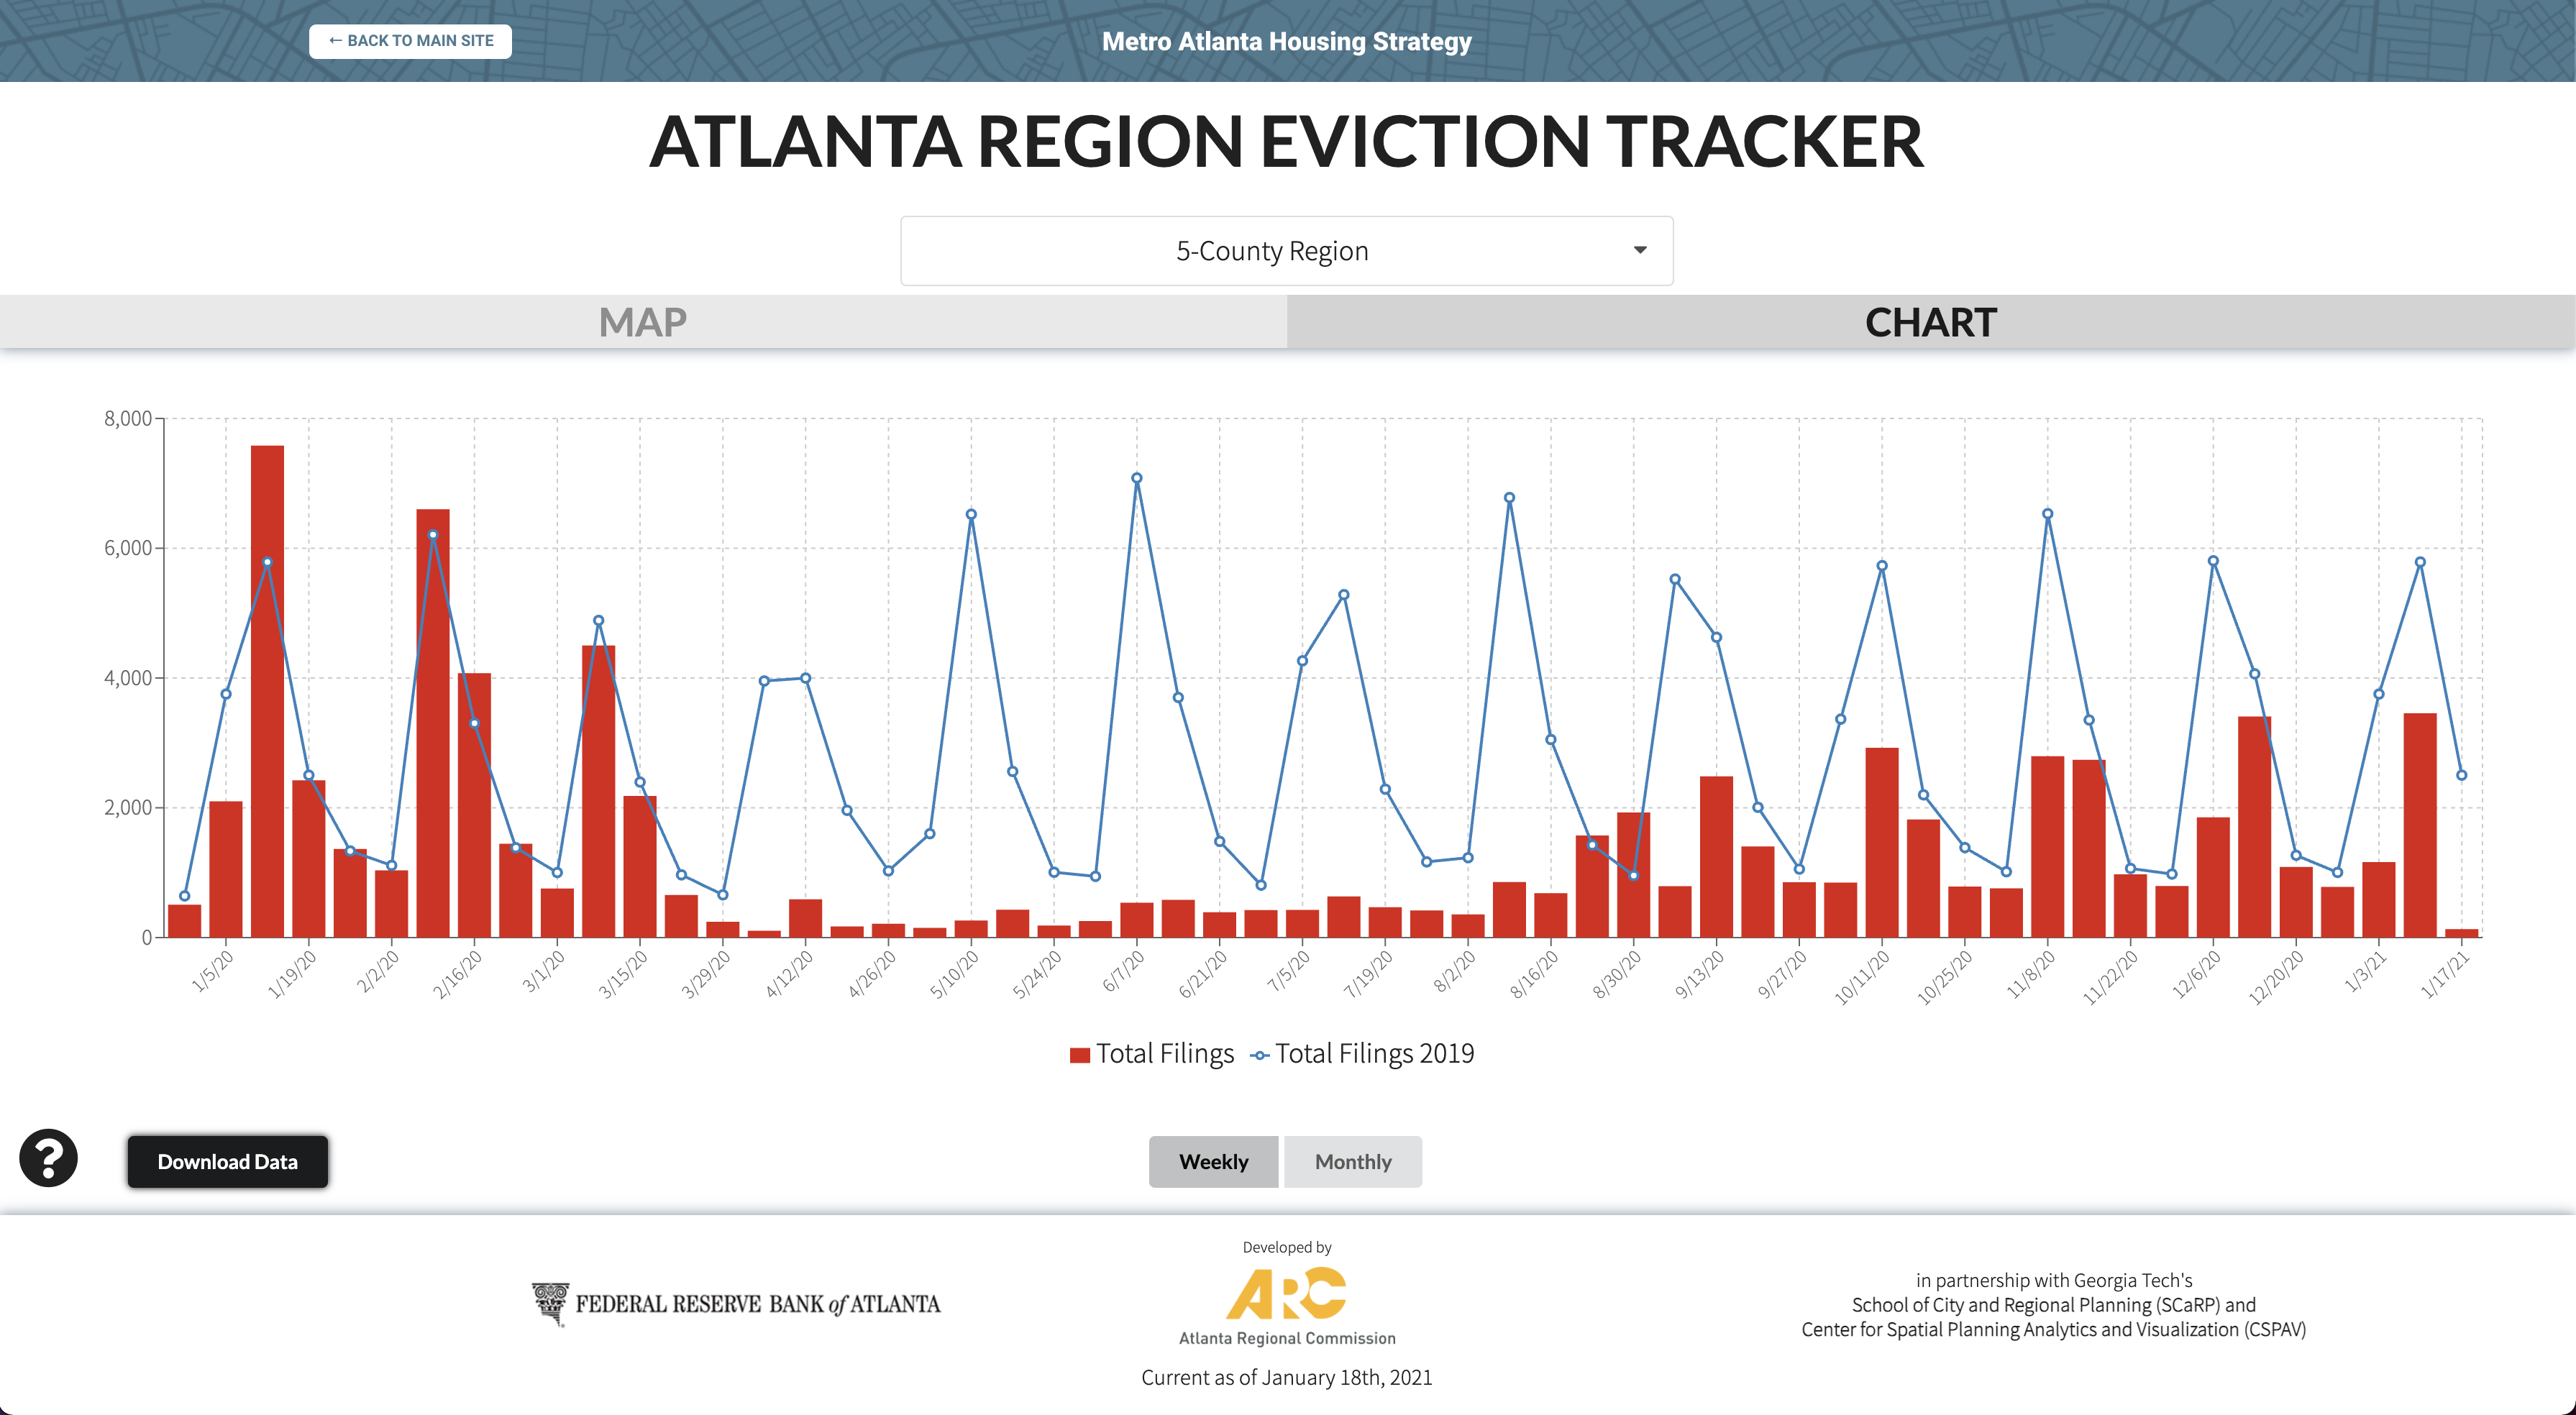 ← BACK TO MAIN SITE
Metro Atlanta Housing Strategy
ATLANTA REGION EVICTION TRACKER
5-County Region
MAP
CHART
8,000
6,000
4,000
2,000
0
1/5/20
1/19/20
2/2/20
2/16/20
3/1/20
3/15/20
3/29/20
4/12/20
4/26/20
5/10/20
5/24/20
6/7/20
6/21/20
7/5/20
7/19/20
8/2/20
8/16/20
8/30/20
9/13/20
9/27/20
10/11/20
10/25/20
11/8/20
11/22/20
12/6/20
12/20/20
1/3/21
1/17/21
Total Filings
Total Filings 2019
?
Download Data
Weekly
Monthly
FEDERAL RESERVE BANK of ATLANTA
Developed by
ARC
Atlanta Regional Commission
Current as of January 18th, 2021
in partnership with Georgia Tech's
School of City and Regional Planning (SCaRP) and
Center for Spatial Planning Analytics and Visualization (CSPAV)